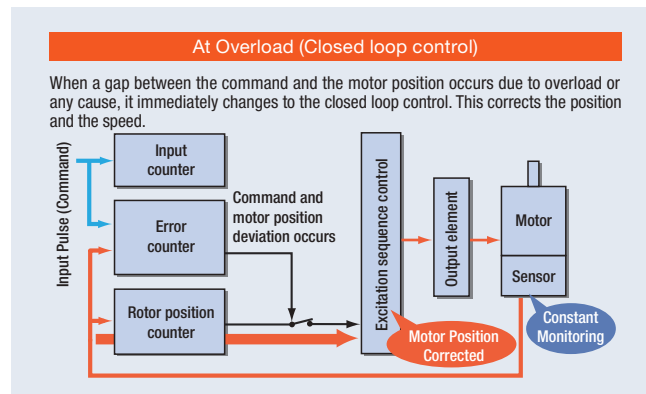 At Overload (Closed loop control)
When a gap between the command and the motor position occurs due to overload or
any cause, it immediately changes to the closed loop control. This corrects the position
and the speed.
Input Pulse (Command)
Input
counter
Error
counter
Rotor position
counter
Command and
motor position
deviation occurs
Excitation sequence control
Output element
Motor
Sensor
Motor Position
Corrected
Constant
Monitoring